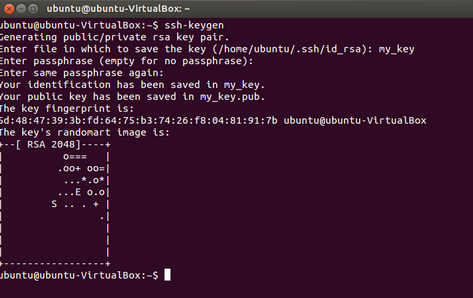 ubuntu@ubuntu-VirtualBox: ~
ubuntu@ubuntu-VirtualBox:~$ ssh-keygen
Generating public/private rsa key pair.
Enter file in which to save the key (/home/ubuntu/.ssh/id_rsa): my_key
Enter passphrase (empty for no passphrase):
Enter same passphrase again:
Your identification has been saved in my_key.
Your public key has been saved in my_key.pub.
The key fingerprint is:
5d:48:47:39:3b:fd:64:75:b3:74:26:f8:04:81:91:7b ubuntu@ubuntu-VirtualBox
The key's randomart image is:
+--[ RSA 2048]----+
|          o===   |
|         .oo+ oo=|
|          ...*.o*|
|         ...E o.o|
|        S .. . + |
|                .|
|                 |
|                 |
|                 |
+-----------------+
ubuntu@ubuntu-VirtualBox:~$